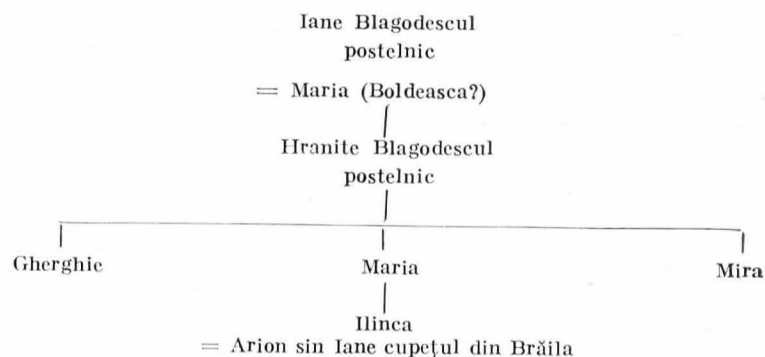 Iane Blagodescul
postelnic
= Maria (Boldeasca?)
Hranite Blagodescul
postelnic
Gherghie Maria Mira
Ilinca
= Arion sin Iane cupețul din Brăila